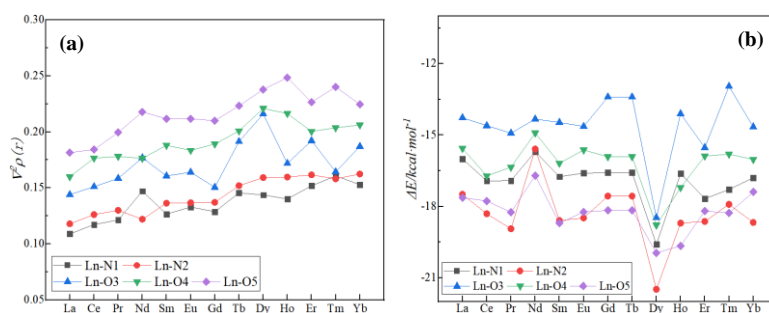 (a)
0.30
0.25
0.20
0.15
0.10
0.05
∇²ρ (r)
Ln-N1 Ln-N2
Ln-O3 Ln-O4 Ln-O5
La Ce Pr Nd Sm Eu Gd Tb Dy Ho Er Tm Yb
(b)
-12
-15
-18
-21
ΔE/kcal·mol⁻¹
Ln-N1 Ln-N2
Ln-O3 Ln-O4 Ln-O5
La Ce Pr Nd Sm Eu Gd Tb Dy Ho Er Tm Yb